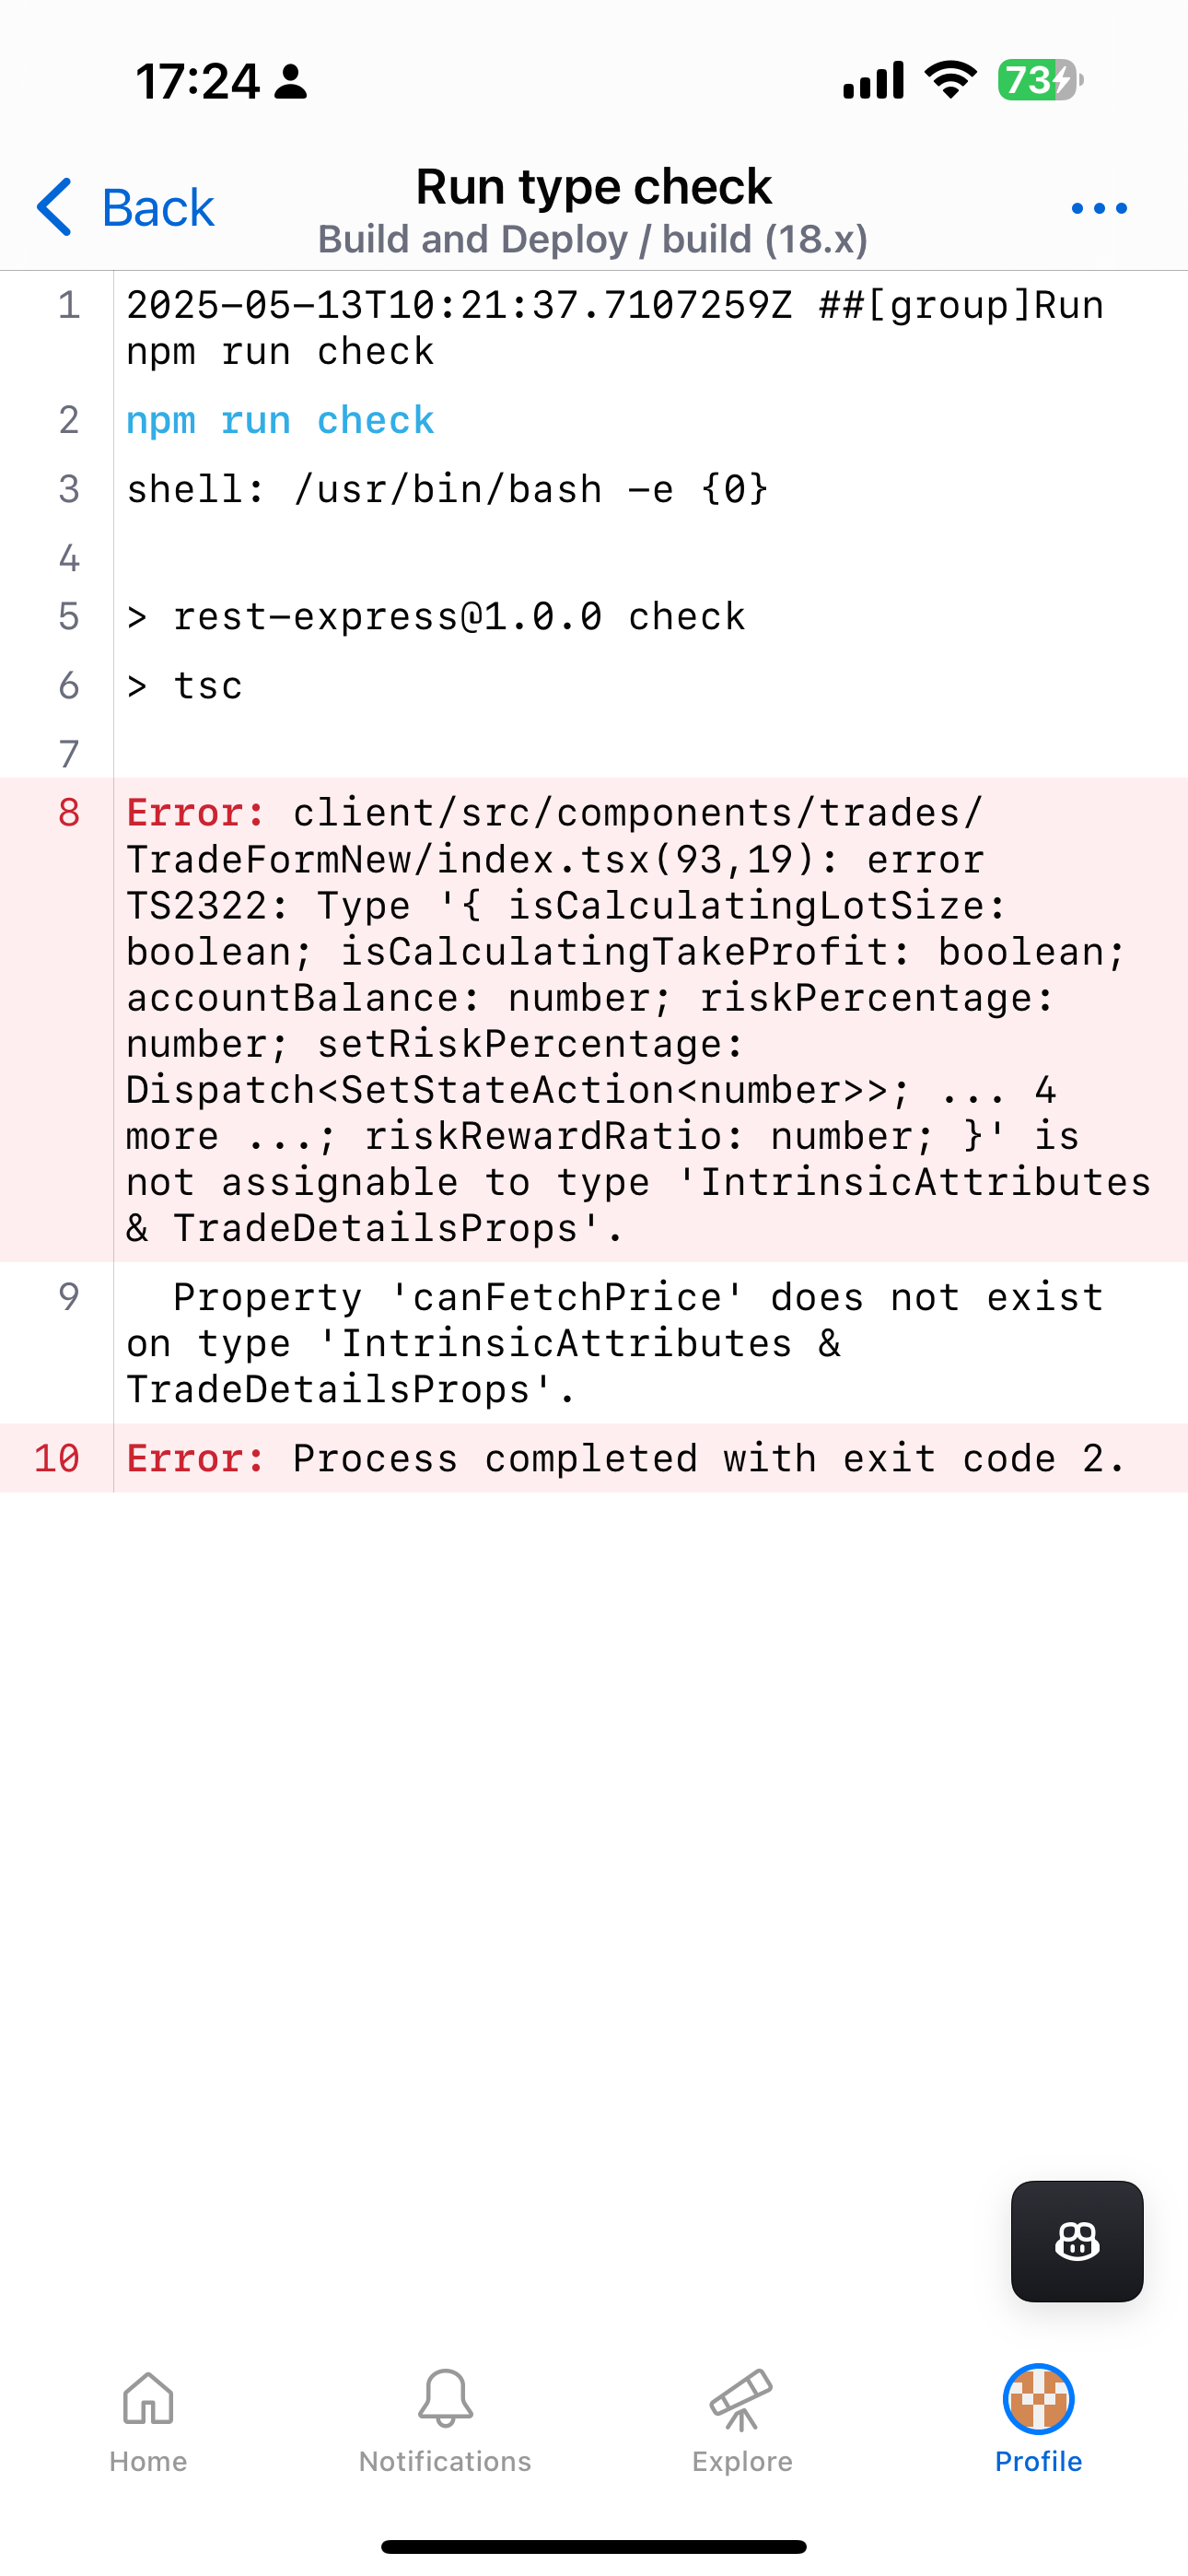 17:24
73
Back
Run type check
Build and Deploy / build (18.x)
1 2025-05-13T10:21:37.7107259Z ##[group]Run
npm run check
2 npm run check
3 shell: /usr/bin/bash -e {0}
4
5 > rest-express@1.0.0 check
6 > tsc
7
8 Error: client/src/components/trades/
TradeFormNew/index.tsx(93,19): error
TS2322: Type '{ isCalculatingLotSize:
boolean; isCalculatingTakeProfit: boolean;
accountBalance: number; riskPercentage:
number; setRiskPercentage:
Dispatch<SetStateAction<number>>; ... 4
more ...; riskRewardRatio: number; }' is
not assignable to type 'IntrinsicAttributes
& TradeDetailsProps'.
9 Property 'canFetchPrice' does not exist
on type 'IntrinsicAttributes &
TradeDetailsProps'.
10 Error: Process completed with exit code 2.
Home
Notifications
Explore
Profile